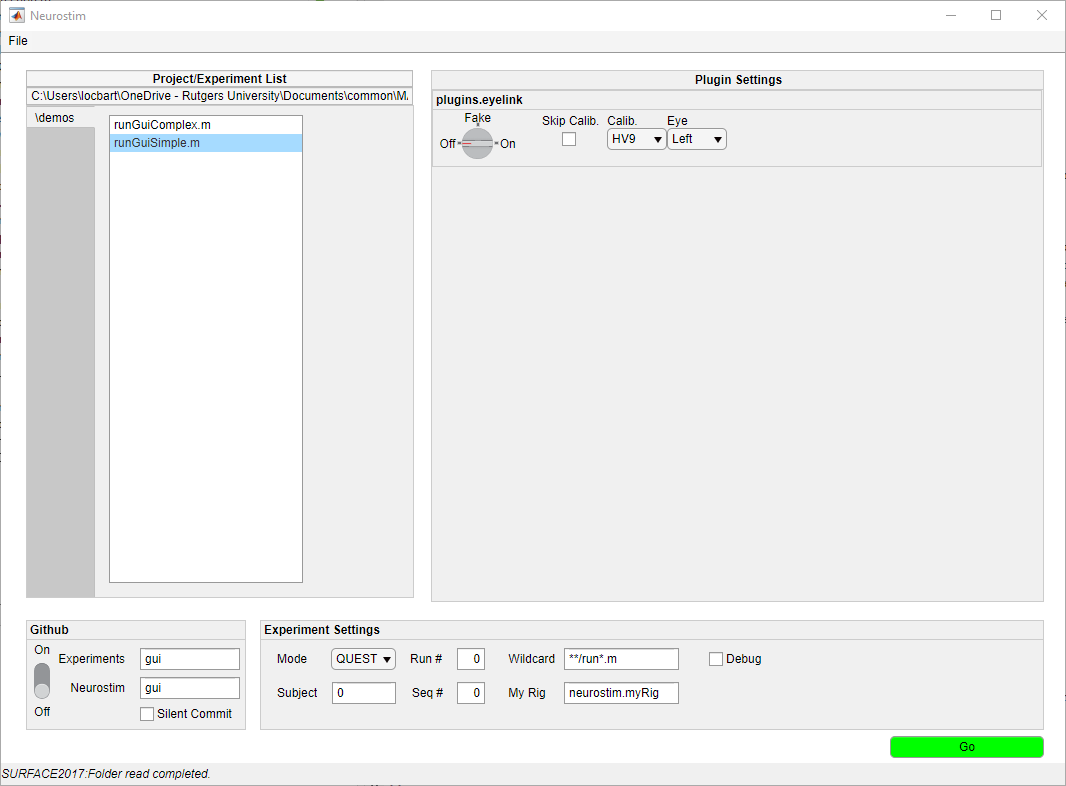 Neurostim
File
Project/Experiment List
C:\Users\locbart\OneDrive - Rutgers University\Documents\common\M
\demos
runGuiComplex.m
runGuiSimple.m
Plugin Settings
plugins.eyelink
Fake
Off
On
Skip Calib.
Calib.
Eye
HV9
Left
Github
On
Off
Experiments
gui
Neurostim
gui
Silent Commit
Experiment Settings
Mode
QUEST
Run #
0
Wildcard
**/run*.m
Debug
Subject
0
Seq #
0
My Rig
neurostim.myRig
Go
SURFACE2017:Folder read completed.